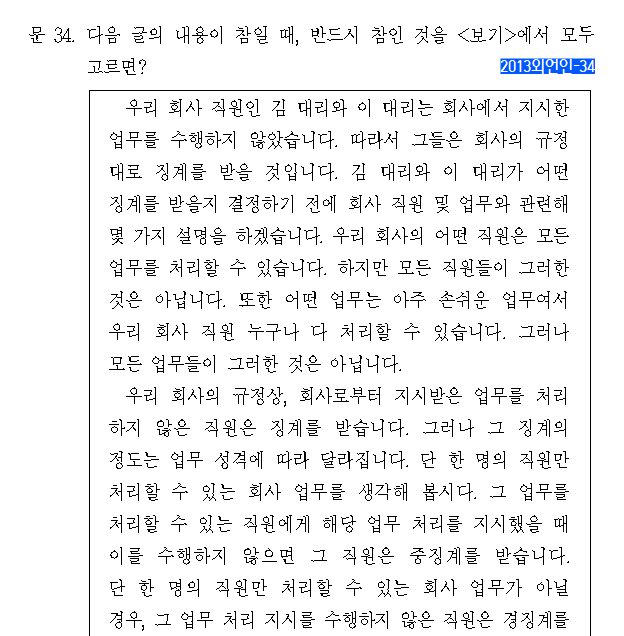 문 34. 다음 글의 내용이 참일 때, 반드시 참인 것을 <보기>에서 모두
고르면?
2013외언인-34
우리 회사 직원인 김 대리와 이 대리는 회사에서 지시한
업무를 수행하지 않았습니다. 따라서 그들은 회사의 규정
대로 징계를 받을 것입니다. 김 대리와 이 대리가 어떤
징계를 받을지 결정하기 전에 회사 직원 및 업무와 관련해
몇 가지 설명을 하겠습니다. 우리 회사의 어떤 직원은 모든
업무를 처리할 수 있습니다. 하지만 모든 직원들이 그러한
것은 아닙니다. 또한 어떤 업무는 아주 손쉬운 업무여서
우리 회사 직원 누구나 다 처리할 수 있습니다. 그러나
모든 업무들이 그러한 것은 아닙니다.
우리 회사의 규정상, 회사로부터 지시받은 업무를 처리
하지 않은 직원은 징계를 받습니다. 그러나 그 징계의
정도는 업무 성격에 따라 달라집니다. 단 한 명의 직원만
처리할 수 있는 회사 업무를 생각해 봅시다. 그 업무를
처리할 수 있는 직원에게 해당 업무 처리를 지시했을 때
이를 수행하지 않으면 그 직원은 중징계를 받습니다.
단 한 명의 직원만 처리할 수 있는 회사 업무가 아닐
경우, 그 업무 처리 지시를 수행하지 않은 직원은 경징계를